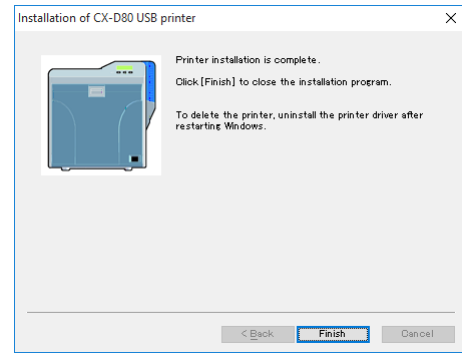 Installation of CX-D80 USB printer
Printer installation is complete.
Click [Finish] to close the installation program.
To delete the printer, uninstall the printer driver after
restarting Windows.
< Back
Finish
Cancel